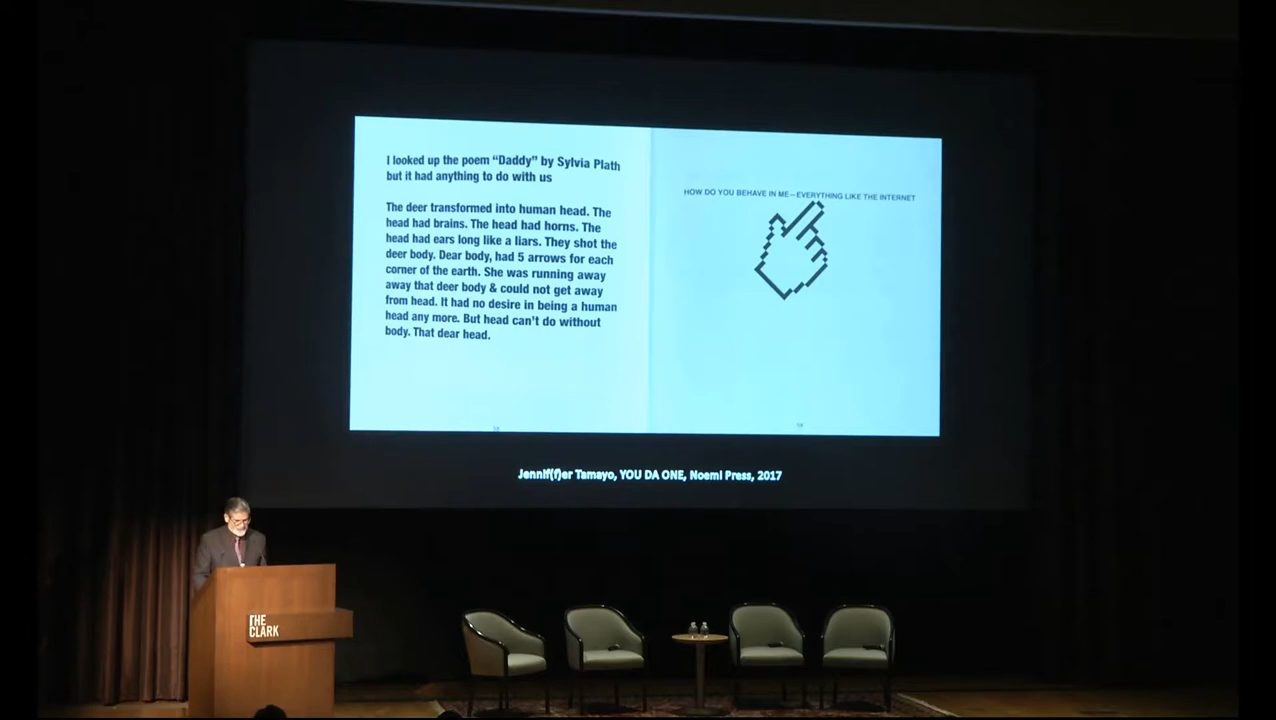 I looked up the poem “Daddy” by Sylvia Plath
but it had anything to do with us
The deer transformed into human head. The
head had brains. The head had horns. The
head had ears long like a liars. They shot the
deer body. Dear body, had 5 arrows for each
corner of the earth. She was running away
away that deer body & could not get away
from head. It had no desire in being a human
head any more. But head can’t do without
body. That dear head.
HOW DO YOU BEHAVE IN ME—EVERYTHING LIKE THE INTERNET
Jennif(f)er Tamayo, YOU DA ONE, Noemi Press, 2017
THE
CLARK